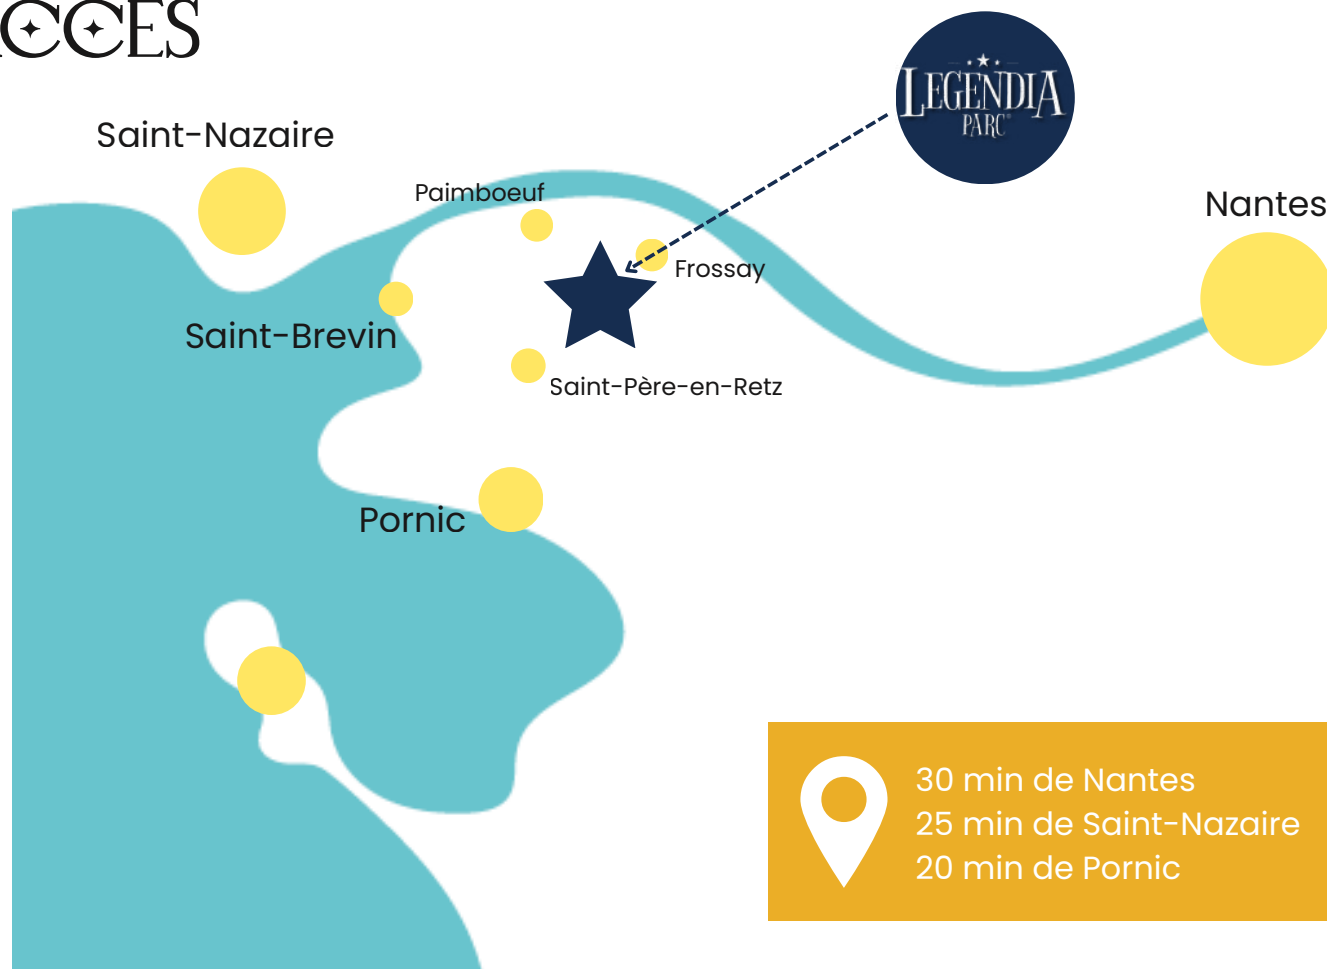 CCES
LEGENDIA
PARC
Saint-Nazaire
Paimboeuf
Nantes
Frossay
Saint-Brevin
Saint-Père-en-Retz
Pornic
30 min de Nantes
25 min de Saint-Nazaire
20 min de Pornic